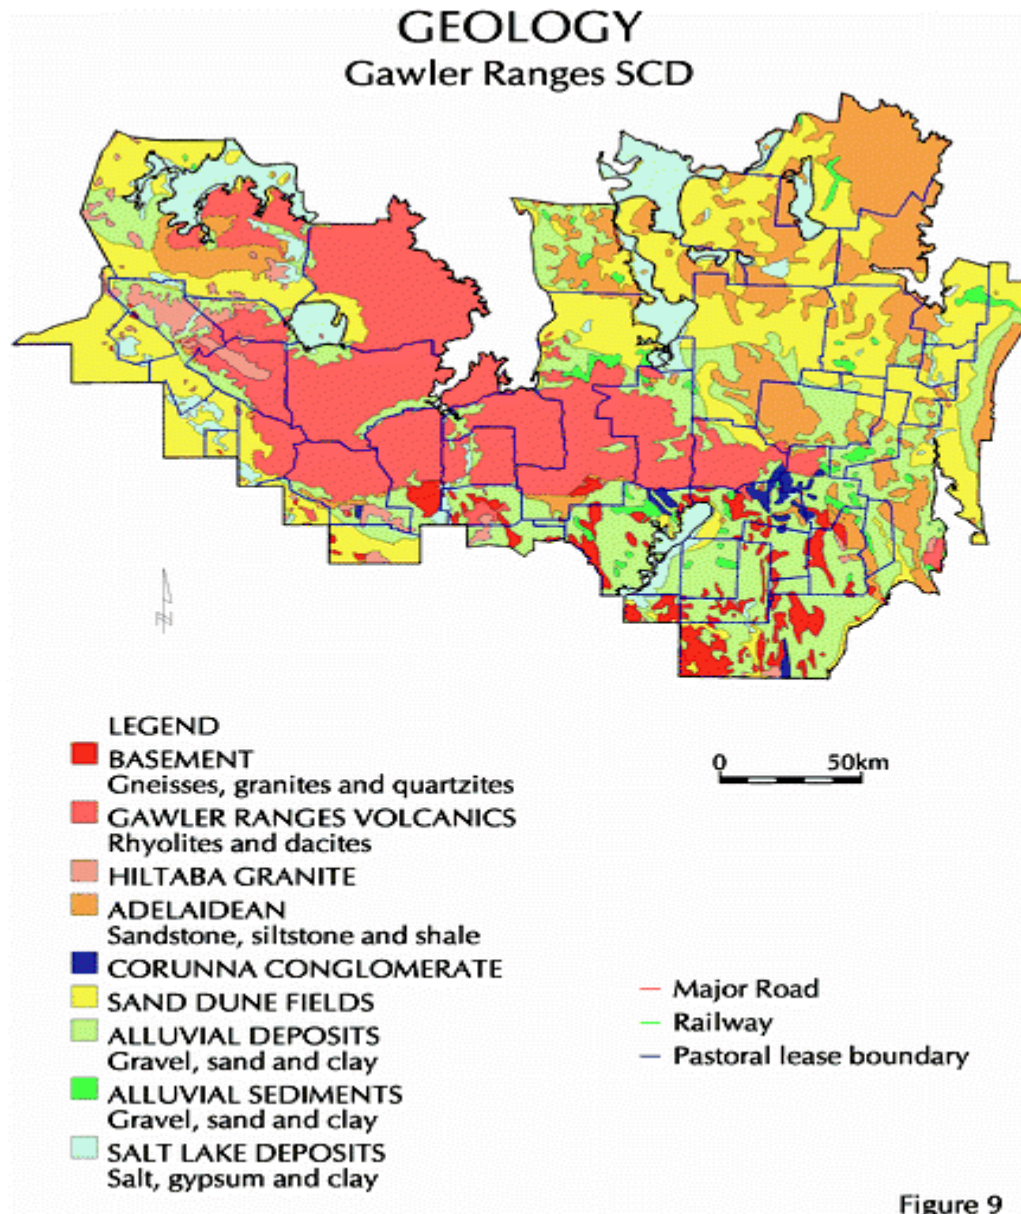 GEOLOGY
Gawler Ranges SCD
N
LEGEND
BASEMENT
Gneisses, granites and quartzites
GAWLER RANGES VOLCANICS
Rhyolites and dacites
HILTABA GRANITE
ADELAIDEAN
Sandstone, siltstone and shale
CORUNNA CONGLOMERATE
SAND DUNE FIELDS
ALLUVIAL DEPOSITS
Gravel, sand and clay
ALLUVIAL SEDIMENTS
Gravel, sand and clay
SALT LAKE DEPOSITS
Salt, gypsum and clay
0 50km
Major Road
Railway
Pastoral lease boundary
Figure 9